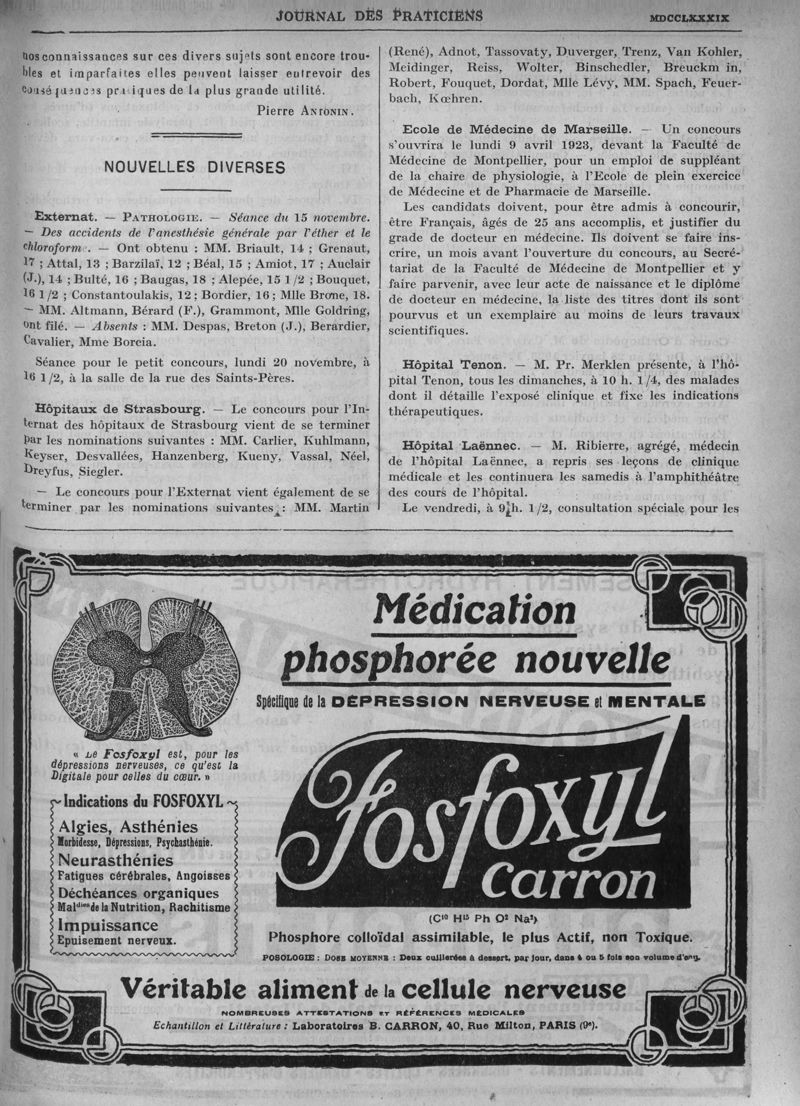 JOURNAL DES PRATICIENS
MDCCLXXXIX
nos connaissances sur ces divers sujets sont encore trou-
bles et imparfaites elles peuvent laisser entrevoir des
conséquences pratiques de la plus grande utilité.
Pierre Antonin.
NOUVELLES DIVERSES
Externat. — Pathologie. — Séance du 15 novembre.
— Des accidents de l'anesthésie générale par l'éther et le
chloroforme. — Ont obtenu : MM. Briault, 14 ; Grenaut,
17 ; Attal, 13 ; Barzilaï, 12 ; Béal, 15 ; Amiot, 17 ; Auclair
(J.), 14 ; Bulté, 16 ; Baugas, 18 ; Alepée, 15 1/2 ; Bouquet,
16 1/2 ; Constantoulakis, 12 ; Bordier, 16 ; Mlle Brome, 18.
— MM. Altmann, Bérard (F.), Grammont, Mlle Goldring,
ont filé. — Absents : MM. Despas, Breton (J.), Berardier,
Cavalier, Mme Borcia.
Séance pour le petit concours, lundi 20 novembre, à
16 1/2, à la salle de la rue des Saints-Pères.
Hôpitaux de Strasbourg. — Le concours pour l'In-
ternat des hôpitaux de Strasbourg vient de se terminer
par les nominations suivantes : MM. Carlier, Kuhlmann,
Keyser, Desvallées, Hanzenberg, Kueny, Vassal, Néel,
Dreyfus, Siegler.
— Le concours pour l'Externat vient également de se
terminer par les nominations suivantes : MM. Martin
(René), Adnot, Tassovaty, Duverger, Trenz, Van Kohler,
Meidinger, Reiss, Wolter, Binschedler, Breuckm in,
Robert, Fouquet, Dordat, Mlle Lévy, MM. Spach, Feuer-
bach, Kœhren.
Ecole de Médecine de Marseille. — Un concours
s'ouvrira le lundi 9 avril 1923, devant la Faculté de
Médecine de Montpellier, pour un emploi de suppléant
de la chaire de physiologie, à l'Ecole de plein exercice
de Médecine et de Pharmacie de Marseille.
Les candidats doivent, pour être admis à concourir,
être Français, âgés de 25 ans accomplis, et justifier du
grade de docteur en médecine. Ils doivent se faire ins-
crire, un mois avant l'ouverture du concours, au Secré-
tariat de la Faculté de Médecine de Montpellier et y
faire parvenir, avec leur acte de naissance et le diplôme
de docteur en médecine, la liste des titres dont ils sont
pourvus et un exemplaire au moins de leurs travaux
scientifiques.
Hôpital Tenon. — M. Pr. Merklen présente, à l'hô-
pital Tenon, tous les dimanches, à 10 h. 1/4, des malades
dont il détaille l'exposé clinique et fixe les indications
thérapeutiques.
Hôpital Laënnec. — M. Ribierre, agrégé, médecin
de l'hôpital Laënnec, a repris ses leçons de clinique
médicale et les continuera les samedis à l'amphithéâtre
des cours de l'hôpital.
Le vendredi, à 9 h. 1/2, consultation spéciale pour les
Médication
phosphorée nouvelle
Spécifique de la DÉPRESSION NERVEUSE et MENTALE
« Le Fosfoxyl est, pour les
dépressions nerveuses, ce qu'est la
Digitale pour celles du cœur. »
Indications du FOSFOXYL
Algies, Asthénies
Morbidesse, Dépressions, Psychasthénie.
Neurasthénies
Fatigues cérébrales, Angoisses
Déchéances organiques
Maldies de la Nutrition, Rachitisme
Impuissance
Epuisement nerveux.
Fosfoxyl
Carron
(C¹⁰ H¹⁵ Ph O² Na²)
Phosphore colloïdal assimilable, le plus Actif, non Toxique.
POSOLOGIE : DOSE MOYENNE : Deux cuillerées à dessert, par jour, dans 4 ou 5 fois son volume d'eau.
Véritable aliment de la cellule nerveuse
NOMBREUSES ATTESTATIONS ET RÉFÉRENCES MÉDICALES
Echantillon et Littérature : Laboratoires B. CARRON, 40, Rue Milton, PARIS (9ᵉ).